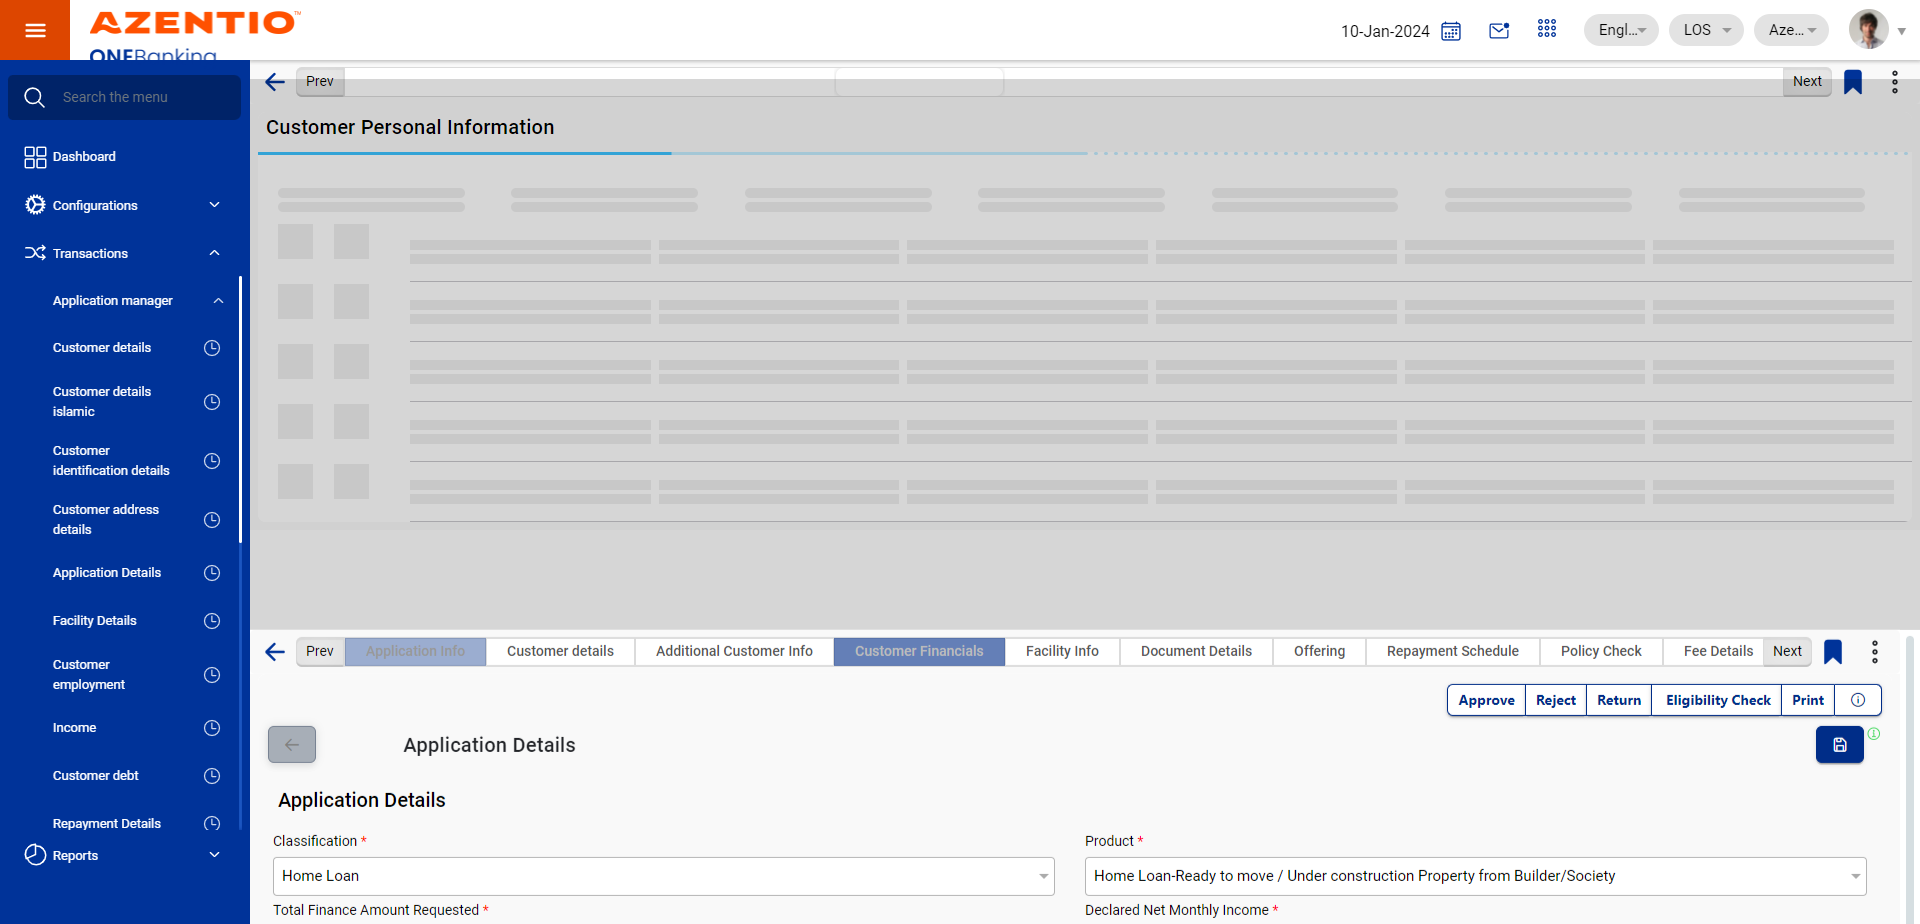 AZENTIO™
ONEBanking
10-Jan-2024
Engl...
LOS
Aze...
Search the menu
Dashboard
Configurations
Transactions
Application manager
Customer details
Customer details
islamic
Customer
identification details
Customer address
details
Application Details
Facility Details
Customer
employment
Income
Customer debt
Repayment Details
Reports
Prev
Next
Customer Personal Information
Prev
Application Info
Customer details
Additional Customer Info
Customer Financials
Facility Info
Document Details
Offering
Repayment Schedule
Policy Check
Fee Details
Next
Approve
Reject
Return
Eligibility Check
Print
Application Details
Application Details
Classification *
Product *
Home Loan
Home Loan-Ready to move / Under construction Property from Builder/Society
Total Finance Amount Requested *
Declared Net Monthly Income *